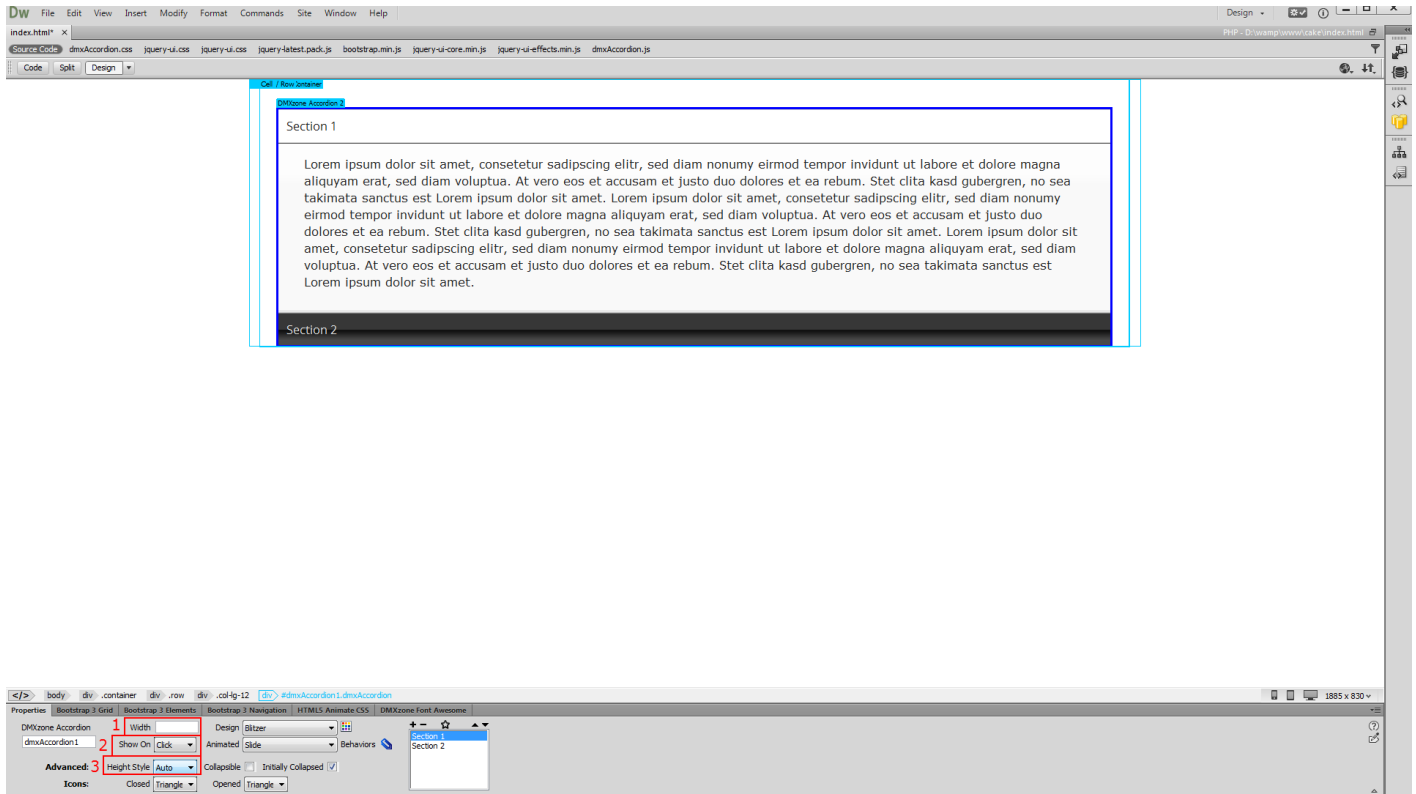 Dw File Edit View Insert Modify Format Commands Site Window Help Design
index.html* × PHP - D:\wamp\www\cake\index.html
Source Code dmxAccordion.css jquery-ui.css jquery-ui.css jquery-latest.pack.js bootstrap.min.js jquery-ui-core.min.js jquery-ui-effects.min.js dmxAccordion.js
Code Split Design
Cell / Row
DMXzone Accordion 2
Section 1
Lorem ipsum dolor sit amet, consetetur sadipscing elitr, sed diam nonumy eirmod tempor invidunt ut labore et dolore magna
aliquyam erat, sed diam voluptua. At vero eos et accusam et justo duo dolores et ea rebum. Stet clita kasd gubergren, no sea
takimata sanctus est Lorem ipsum dolor sit amet. Lorem ipsum dolor sit amet, consetetur sadipscing elitr, sed diam nonumy
eirmod tempor invidunt ut labore et dolore magna aliquyam erat, sed diam voluptua. At vero eos et accusam et justo duo
dolores et ea rebum. Stet clita kasd gubergren, no sea takimata sanctus est Lorem ipsum dolor sit amet. Lorem ipsum dolor sit
amet, consetetur sadipscing elitr, sed diam nonumy eirmod tempor invidunt ut labore et dolore magna aliquyam erat, sed diam
voluptua. At vero eos et accusam et justo duo dolores et ea rebum. Stet clita kasd gubergren, no sea takimata sanctus est
Lorem ipsum dolor sit amet.
Section 2
</> body div .container div .row div .col-lg-12 div #dmxAccordion1.dmxAccordion 1885 x 830
Properties Bootstrap 3 Grid Bootstrap 3 Elements Bootstrap 3 Navigation HTML5 Animate CSS DMXzone Font Awesome
DMXzone Accordion 1 Width Design Blitzer
dmxAccordion1 2 Show On Click Animated Slide Behaviors
Section 1
Section 2
Advanced: 3 Height Style Auto Collapsible Initially Collapsed
Icons: Closed Triangle Opened Triangle